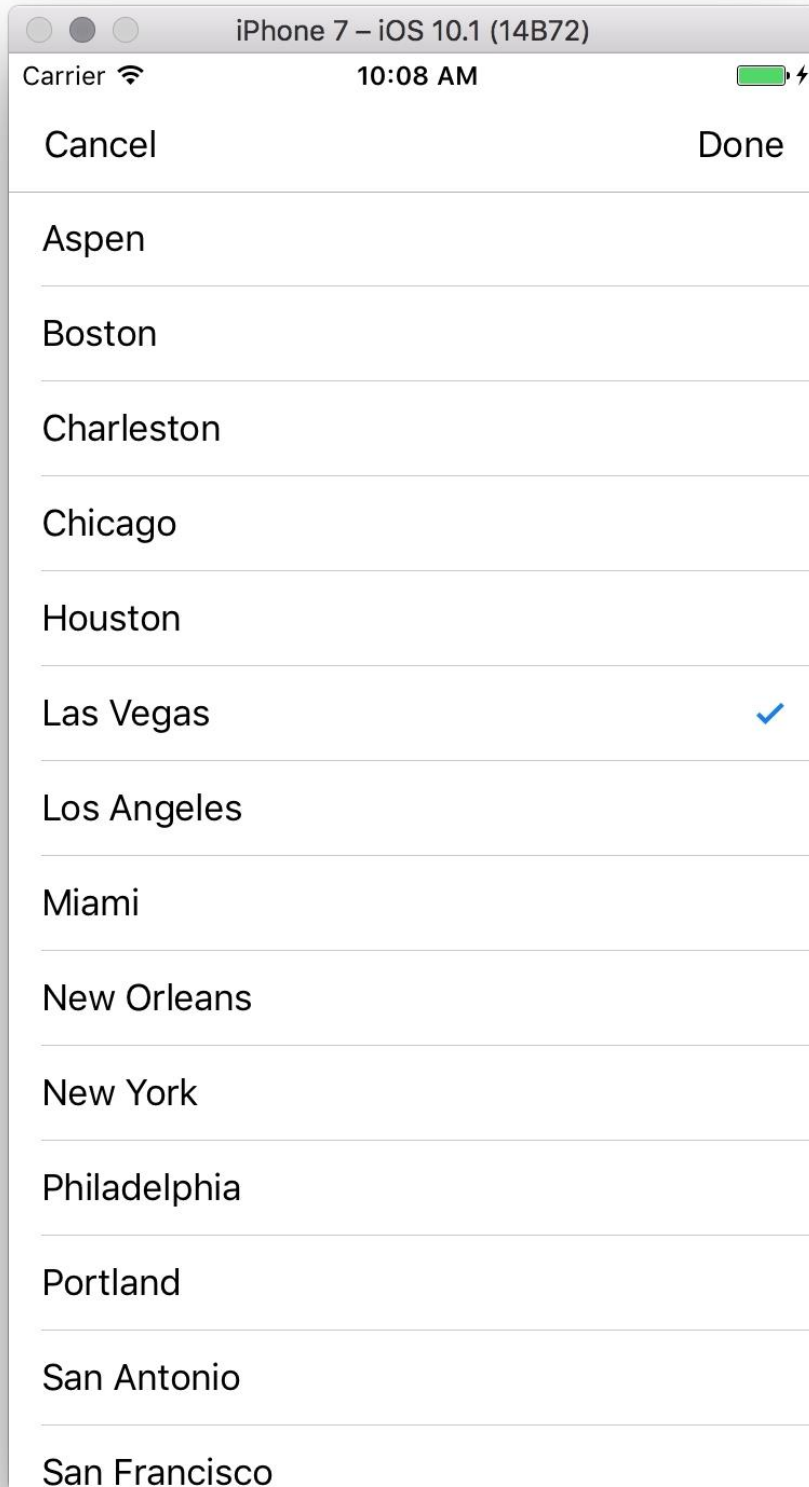 iPhone 7 – iOS 10.1 (14B72)
Carrier 10:08 AM
Cancel Done
Aspen
Boston
Charleston
Chicago
Houston
Las Vegas
Los Angeles
Miami
New Orleans
New York
Philadelphia
Portland
San Antonio
San Francisco